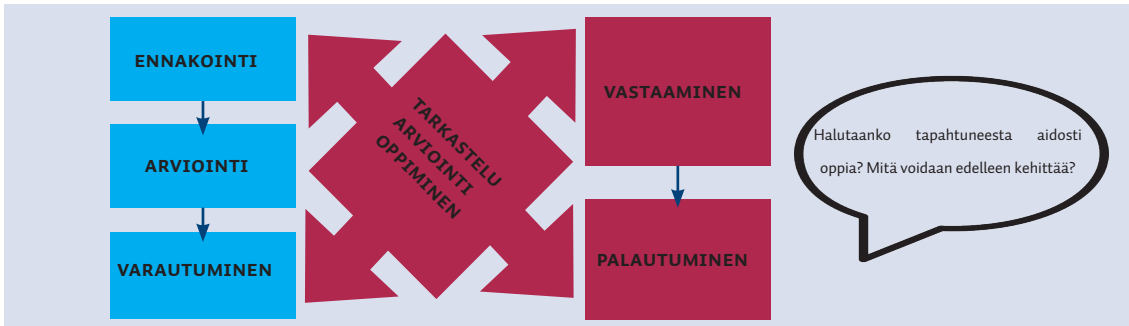 ENNAKOINTI
ARVIOINTI
VARAUTUMINEN
TARKASTELU
ARVIOINTI
OPPIMINEN
VASTAAMINEN
PALAUTUMINEN
Halutaanko tapahtuneesta aidosti
oppia? Mitä voidaan edelleen kehittää?